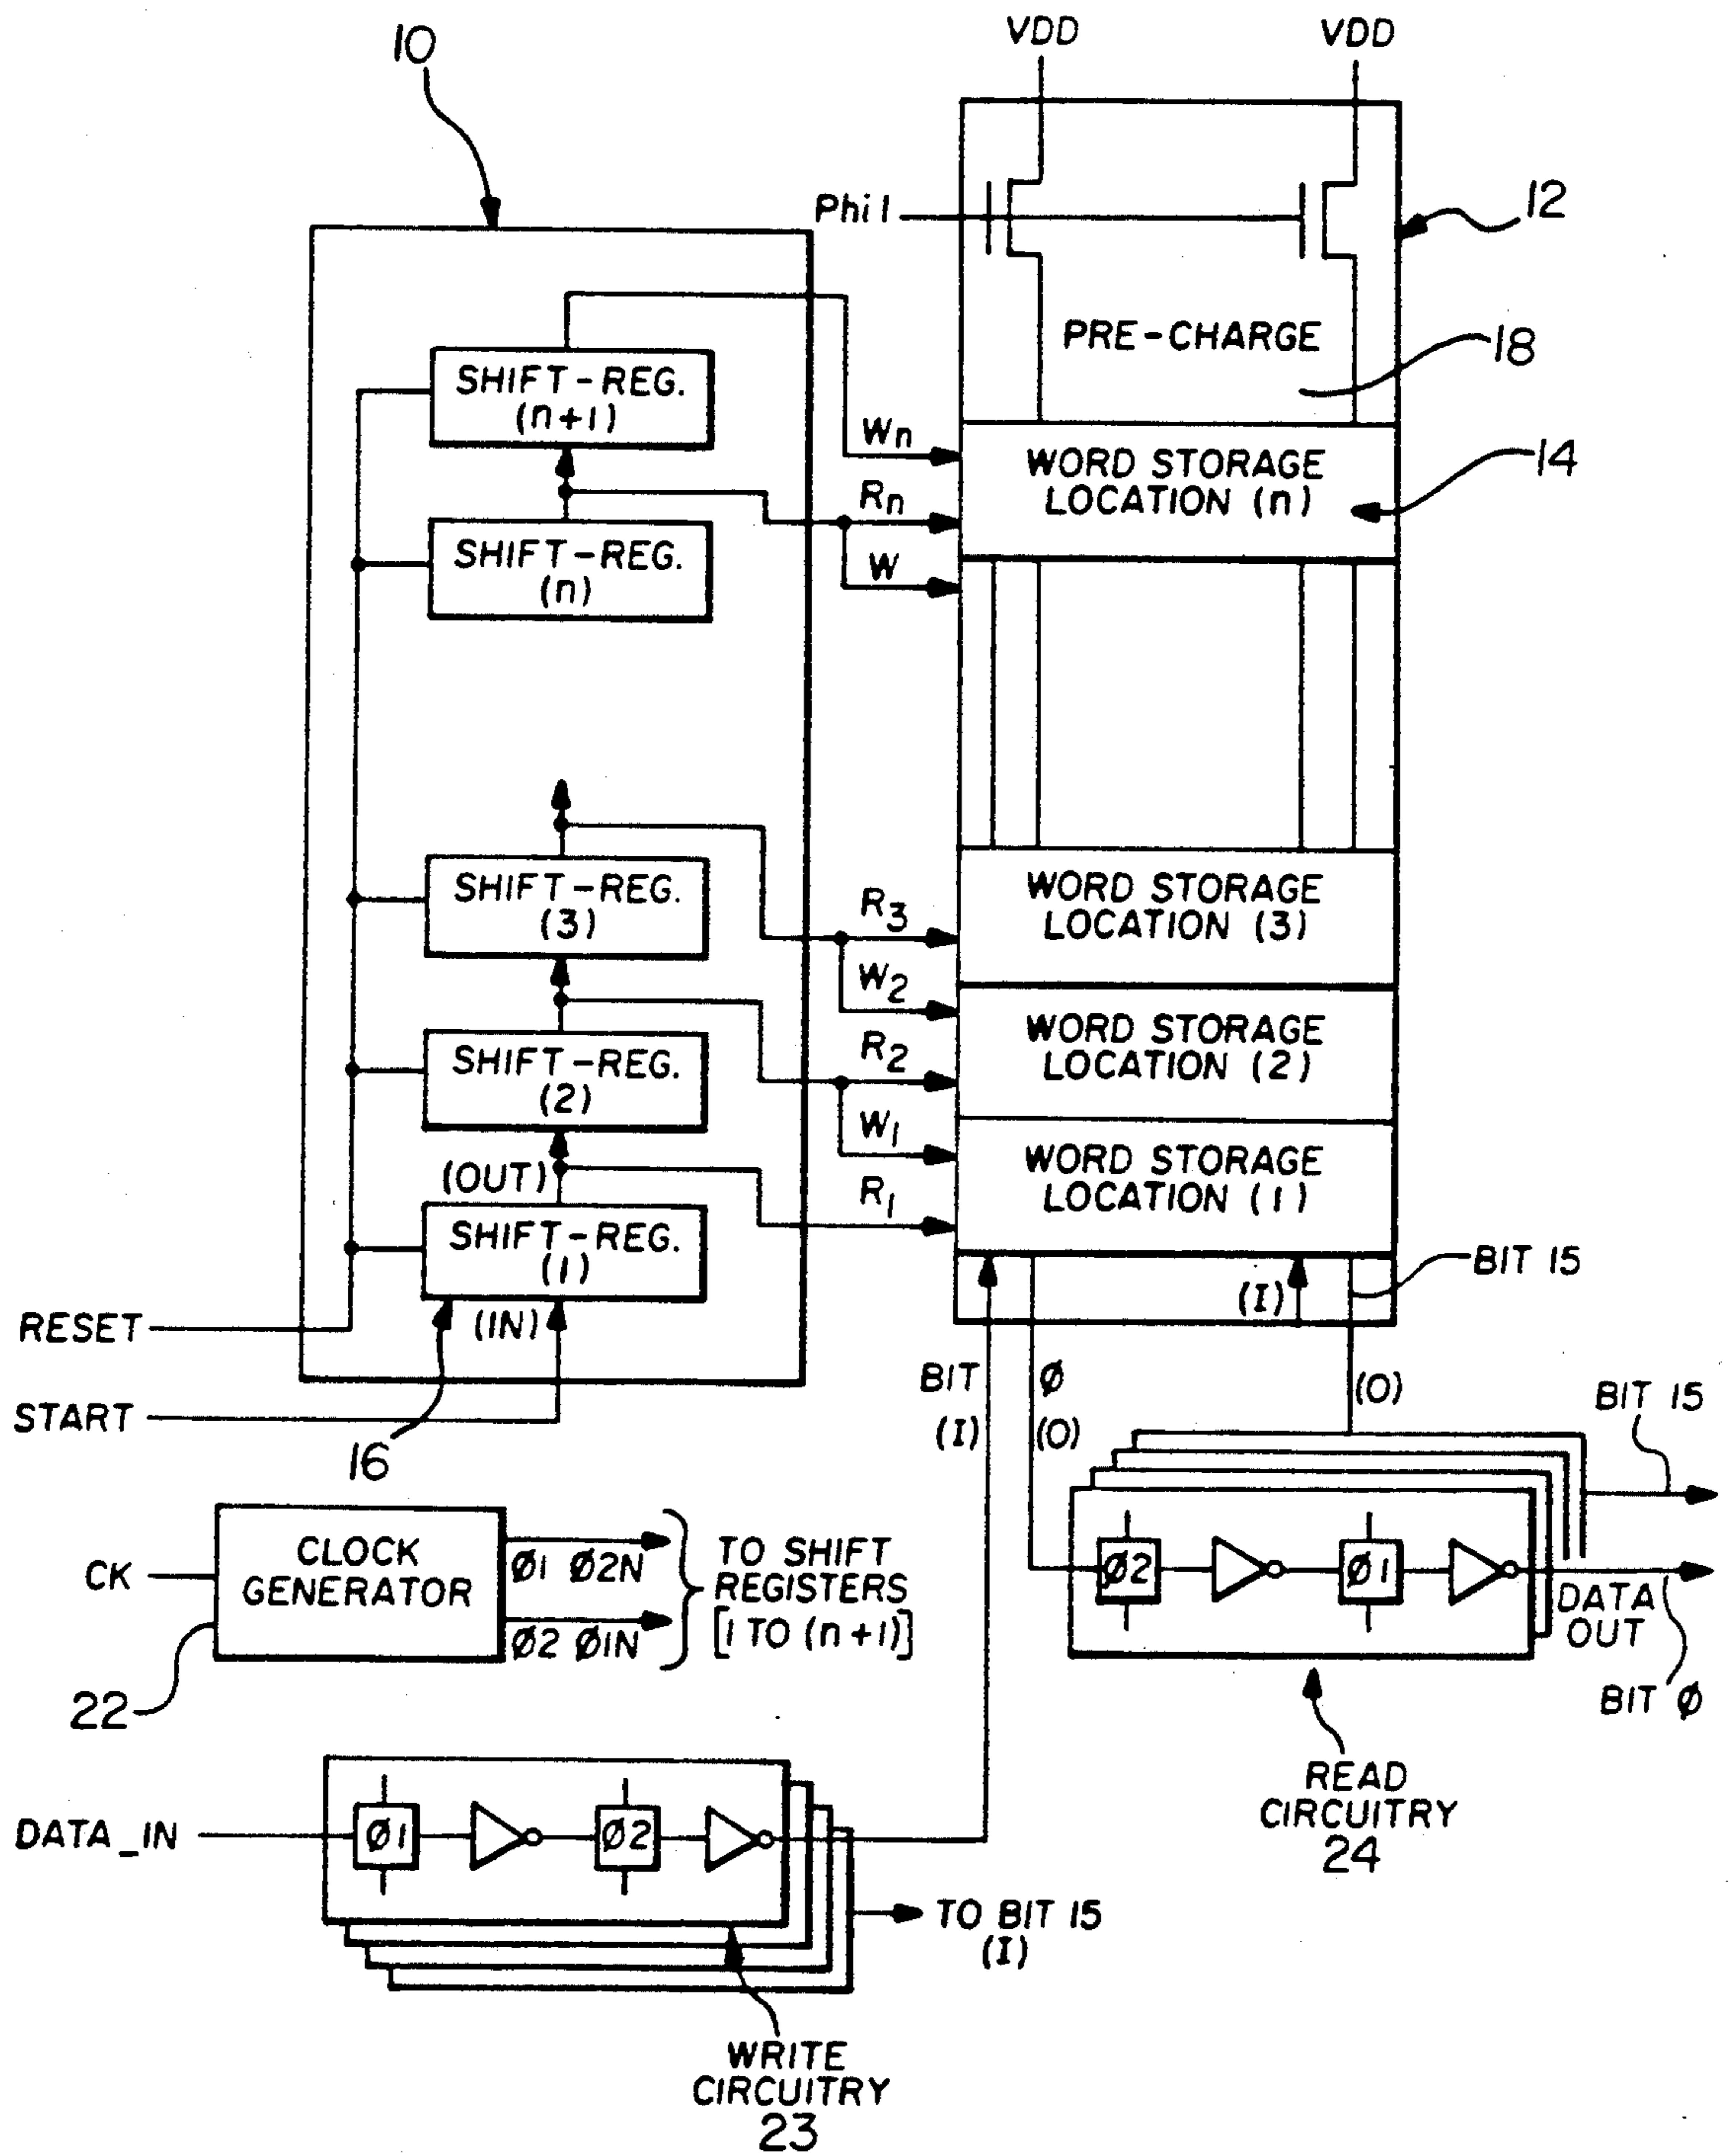 10
VDD
VDD
Phi1
12
PRE-CHARGE
18
SHIFT-REG.
(n+1)
Wn
WORD STORAGE
LOCATION (n)
14
Rn
SHIFT-REG.
(n)
W
SHIFT-REG.
(3)
R3
WORD STORAGE
LOCATION (3)
W2
SHIFT-REG.
(2)
R2
WORD STORAGE
LOCATION (2)
W1
(OUT)
WORD STORAGE
LOCATION (1)
R1
SHIFT-REG.
(1)
BIT 15
RESET
(IN)
(I)
START
16
BIT Ø
(I)
(O)
(O)
BIT 15
CK
CLOCK
GENERATOR
Ø1 Ø2N
Ø2 Ø1N
TO SHIFT
REGISTERS
[1 TO (n+1)]
22
Ø2
Ø1
DATA
OUT
BIT Ø
READ
CIRCUITRY
24
DATA_IN
Ø1
Ø2
TO BIT 15
(I)
WRITE
CIRCUITRY
23